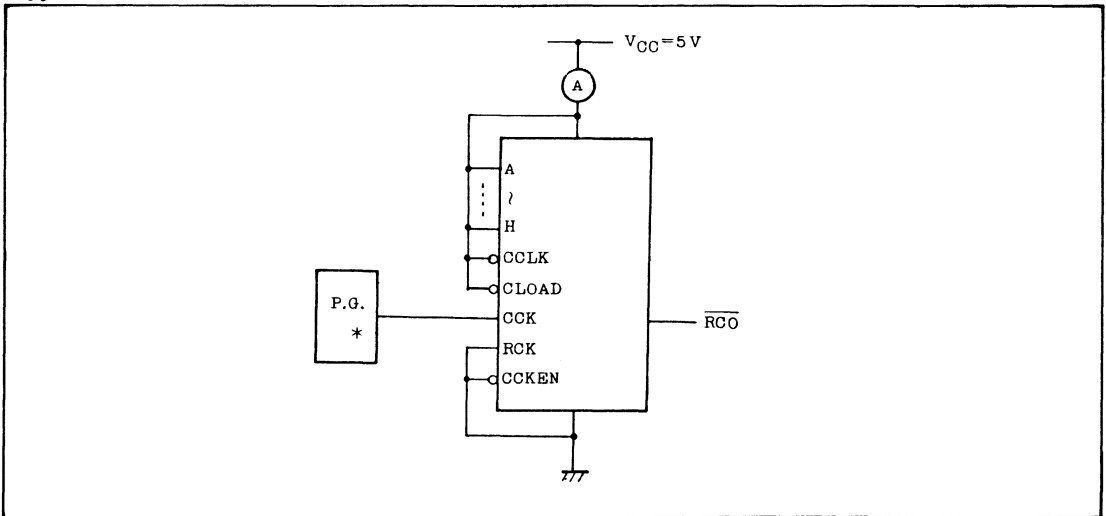 VCC=5V
A
A
~
H
CCLK
CLOAD
P.G.
*
CCK
RCK
RCO
CCKEN